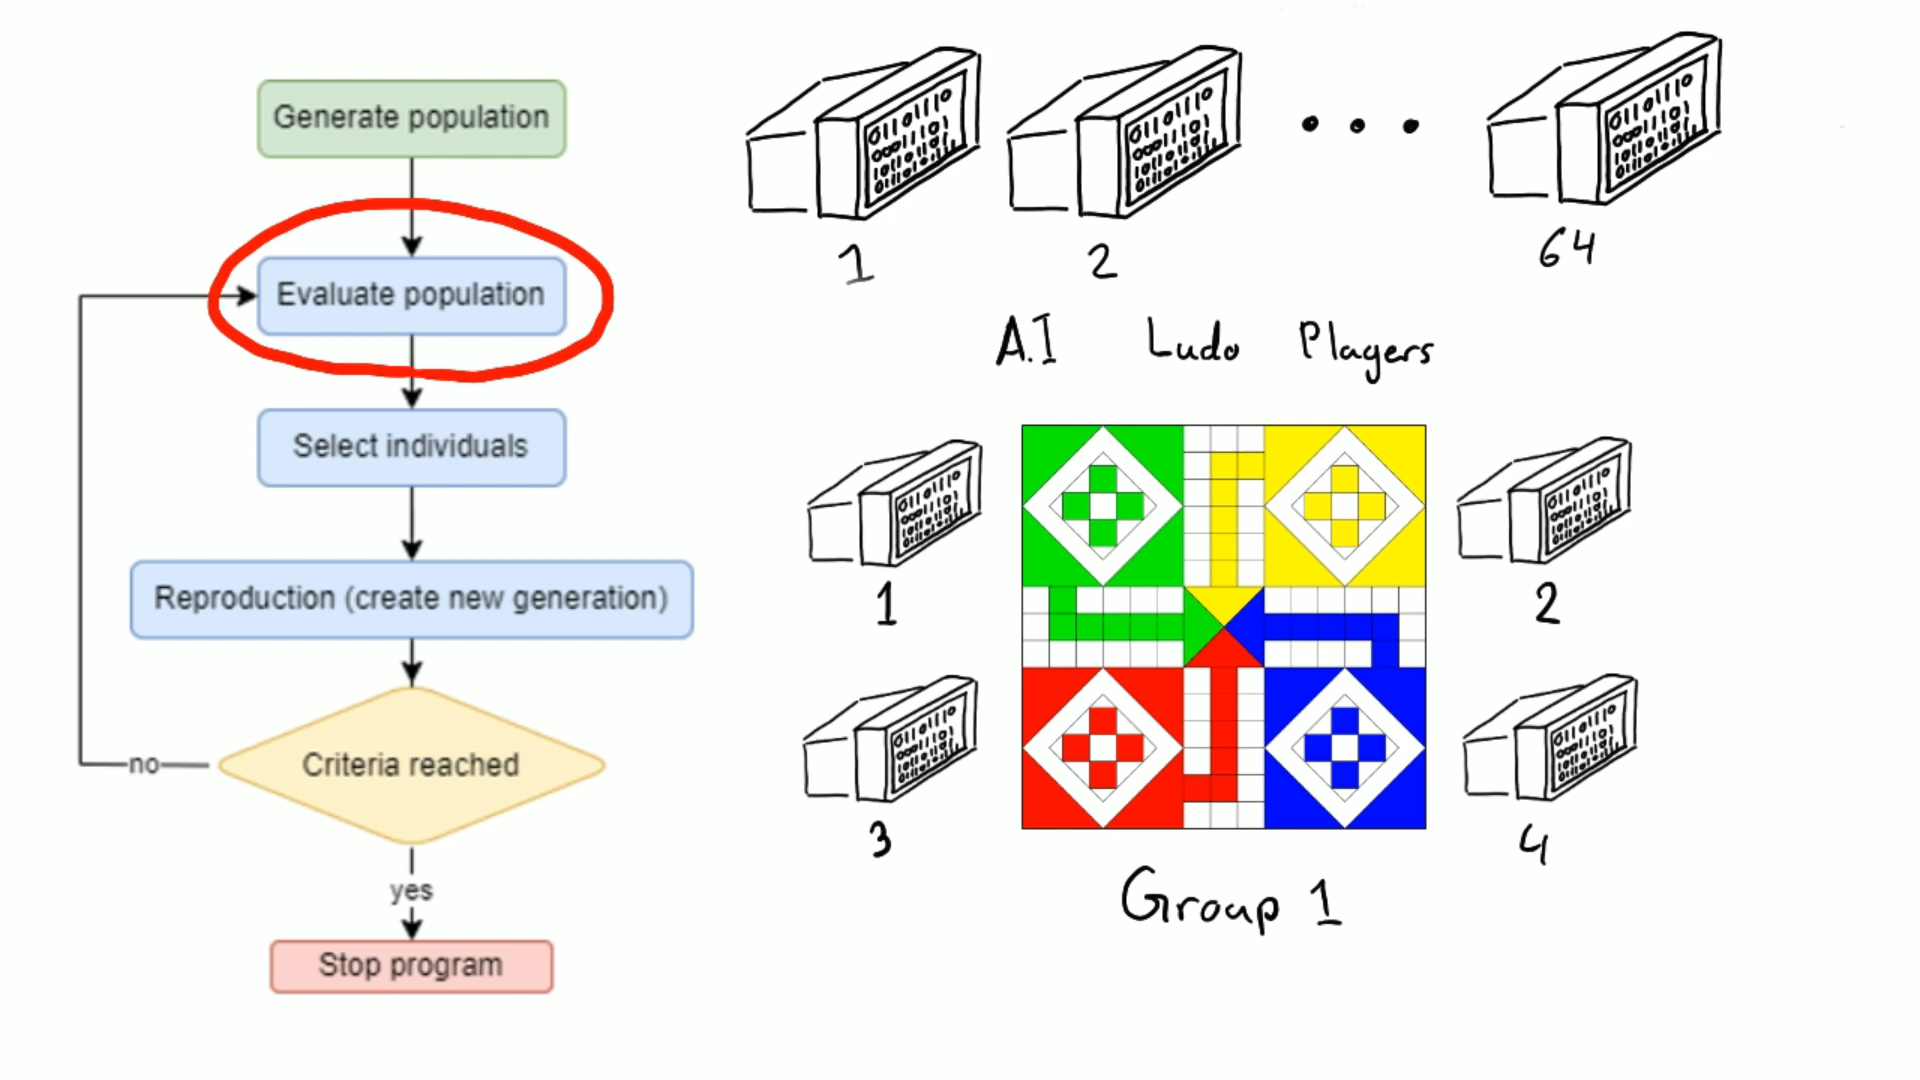 Generate population
Evaluate population
Select individuals
Reproduction (create new generation)
Criteria reached
no
yes
Stop program
1 2 64
A.I Ludo Players
1 2
3 4
Group 1